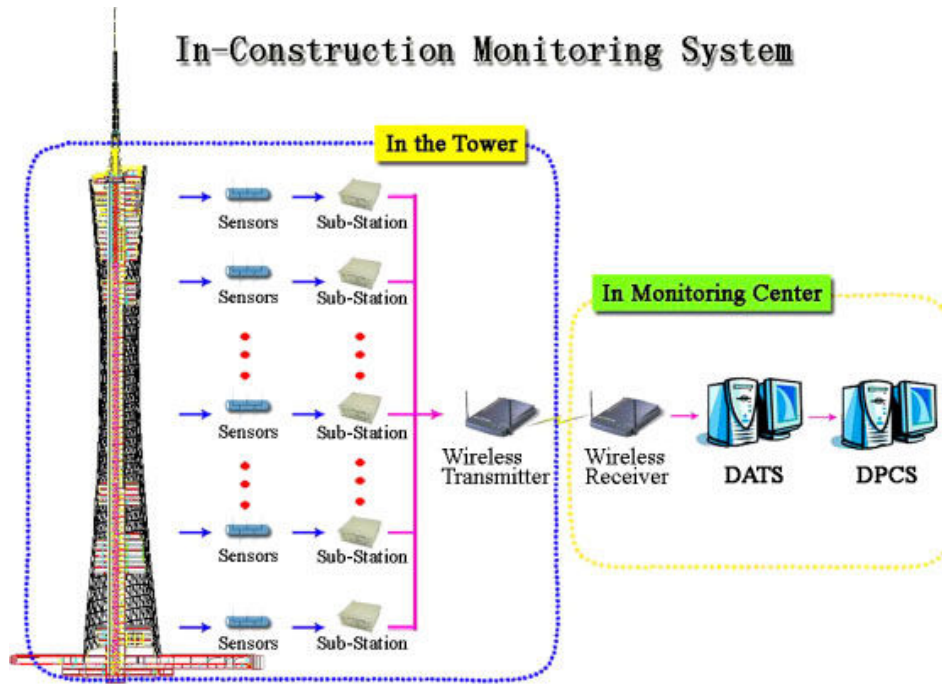 In-Construction Monitoring System
In the Tower
Sensors
Sub-Station
Sensors
Sub-Station
In Monitoring Center
Sensors
Sub-Station
Wireless
Transmitter
Wireless
Receiver
DATS
DPCS
Sensors
Sub-Station
Sensors
Sub-Station